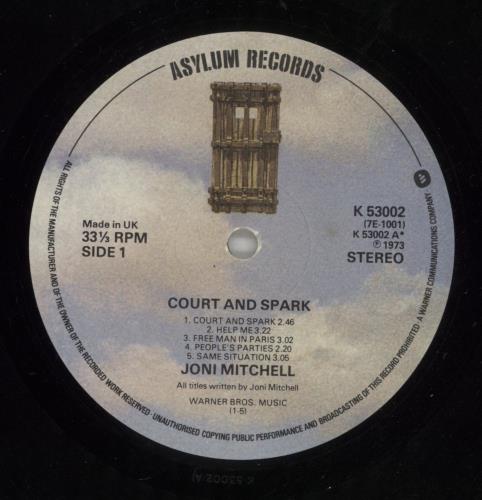 ASYLUM RECORDS
Made in UK
33⅓ RPM
SIDE 1
K 53002
(7E-1001)
K 53002 A*
℗ 1973
STEREO
COURT AND SPARK
1. COURT AND SPARK 2.46
2. HELP ME 3.22
3. FREE MAN IN PARIS 3.02
4. PEOPLE'S PARTIES 2.20
5. SAME SITUATION 3.05
JONI MITCHELL
All titles written by Joni Mitchell
WARNER BROS. MUSIC
(1-5)
ALL RIGHTS OF THE MANUFACTURER AND OF THE OWNER OF THE RECORDED WORK RESERVED · UNAUTHORISED COPYING PUBLIC PERFORMANCE AND BROADCASTING OF THIS RECORD PROHIBITED · A WARNER COMMUNICATIONS COMPANY ·